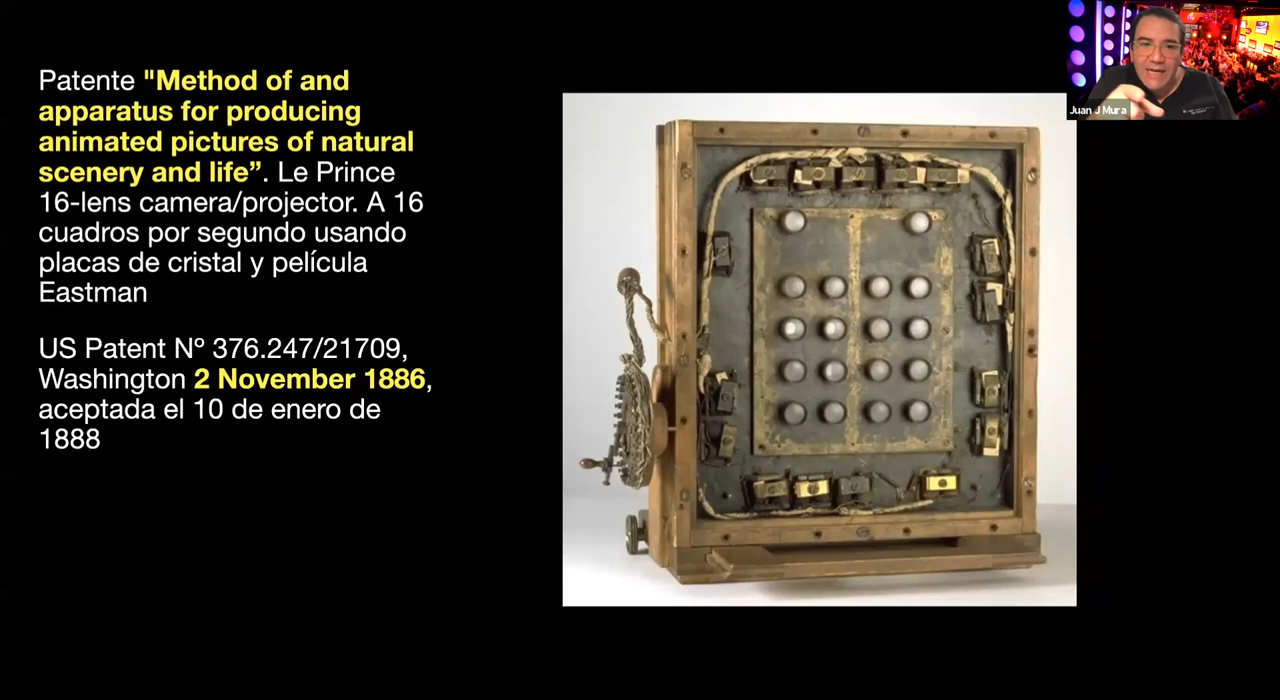 Patente "Method of and
apparatus for producing
animated pictures of natural
scenery and life”. Le Prince
16-lens camera/projector. A 16
cuadros por segundo usando
placas de cristal y película
Eastman
US Patent Nº 376.247/21709,
Washington 2 November 1886,
aceptada el 10 de enero de
1888
Juan J Mura